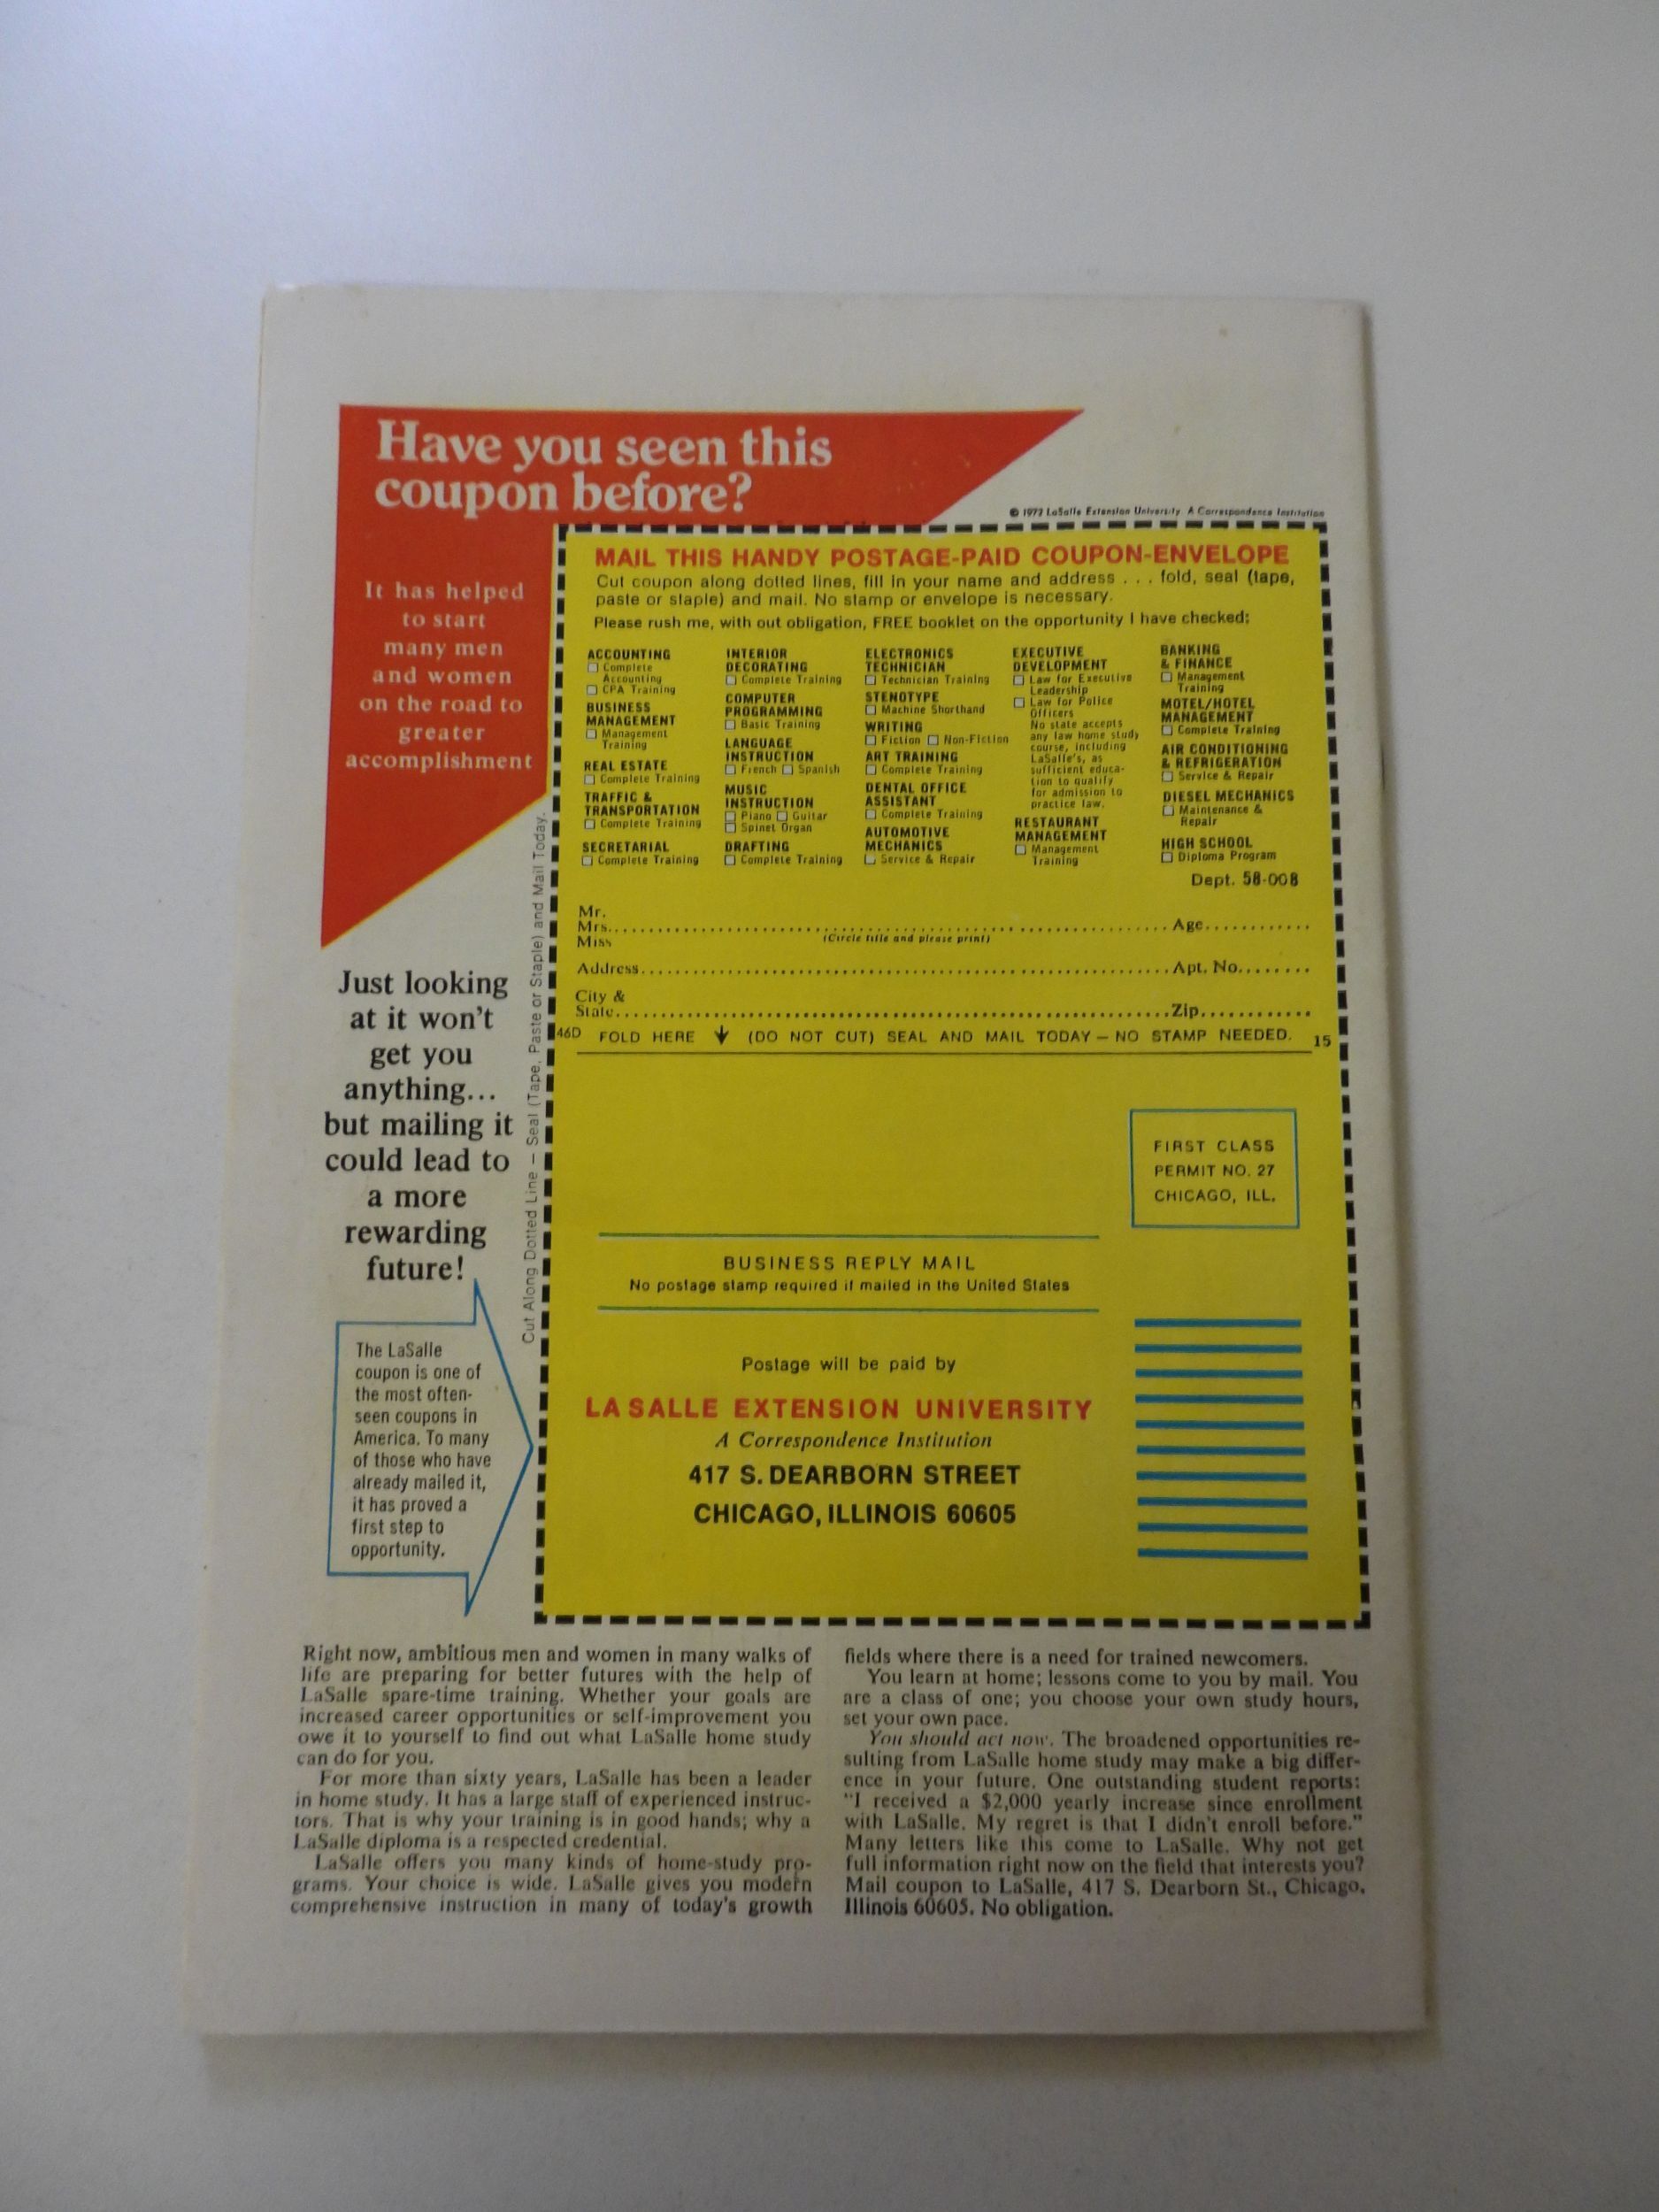 Have you seen this
coupon before?
It has helped
to start
many men
and women
on the road to
greater
accomplishment
Just looking
at it won't
get you
anything...
but mailing it
could lead to
a more
rewarding
future!
The LaSalle
coupon is one of
the most often-
seen coupons in
America. To many
of those who have
already mailed it,
it has proved a
first step to
opportunity.
Cut Along Dotted Line — Seal (Tape, Paste or Staple) and Mail Today.
© 1972 LaSalle Extension University A Correspondence Institution
MAIL THIS HANDY POSTAGE-PAID COUPON-ENVELOPE
Cut coupon along dotted lines, fill in your name and address . . . fold, seal (tape,
paste or staple) and mail. No stamp or envelope is necessary.
Please rush me, with out obligation, FREE booklet on the opportunity I have checked:
ACCOUNTING
☐ Complete
Accounting
☐ CPA Training
BUSINESS
MANAGEMENT
☐ Management
Training
REAL ESTATE
☐ Complete Training
TRAFFIC &
TRANSPORTATION
☐ Complete Training
SECRETARIAL
☐ Complete Training
INTERIOR
DECORATING
☐ Complete Training
COMPUTER
PROGRAMMING
☐ Basic Training
LANGUAGE
INSTRUCTION
☐ French ☐ Spanish
MUSIC
INSTRUCTION
☐ Piano ☐ Guitar
☐ Spinet Organ
DRAFTING
☐ Complete Training
ELECTRONICS
TECHNICIAN
☐ Technician Training
STENOTYPE
☐ Machine Shorthand
WRITING
☐ Fiction ☐ Non-Fiction
ART TRAINING
☐ Complete Training
DENTAL OFFICE
ASSISTANT
☐ Complete Training
AUTOMOTIVE
MECHANICS
☐ Service & Repair
EXECUTIVE
DEVELOPMENT
☐ Law for Executive
Leadership
☐ Law for Police
Officers
No state accepts
any law home study
course, including
LaSalle's, as
sufficient educa-
tion to qualify
for admission to
practice law.
RESTAURANT
MANAGEMENT
☐ Management
Training
BANKING
& FINANCE
☐ Management
Training
MOTEL/HOTEL
MANAGEMENT
☐ Complete Training
AIR CONDITIONING
& REFRIGERATION
☐ Service & Repair
DIESEL MECHANICS
☐ Maintenance &
Repair
HIGH SCHOOL
☐ Diploma Program
Dept. 58-008
Mr.
Mrs. Age
Miss (Circle title and please print)
Address Apt. No.
City &
State Zip
46D FOLD HERE ↓ (DO NOT CUT) SEAL AND MAIL TODAY — NO STAMP NEEDED. 15
FIRST CLASS
PERMIT NO. 27
CHICAGO, ILL.
BUSINESS REPLY MAIL
No postage stamp required if mailed in the United States
Postage will be paid by
LA SALLE EXTENSION UNIVERSITY
A Correspondence Institution
417 S. DEARBORN STREET
CHICAGO, ILLINOIS 60605
Right now, ambitious men and women in many walks of
life are preparing for better futures with the help of
LaSalle spare-time training. Whether your goals are
increased career opportunities or self-improvement you
owe it to yourself to find out what LaSalle home study
can do for you.
For more than sixty years, LaSalle has been a leader
in home study. It has a large staff of experienced instruc-
tors. That is why your training is in good hands; why a
LaSalle diploma is a respected credential.
LaSalle offers you many kinds of home-study pro-
grams. Your choice is wide. LaSalle gives you modern
comprehensive instruction in many of today's growth
fields where there is a need for trained newcomers.
You learn at home; lessons come to you by mail. You
are a class of one; you choose your own study hours,
set your own pace.
You should act now. The broadened opportunities re-
sulting from LaSalle home study may make a big differ-
ence in your future. One outstanding student reports:
"I received a $2,000 yearly increase since enrollment
with LaSalle. My regret is that I didn't enroll before."
Many letters like this come to LaSalle. Why not get
full information right now on the field that interests you?
Mail coupon to LaSalle, 417 S. Dearborn St., Chicago,
Illinois 60605. No obligation.